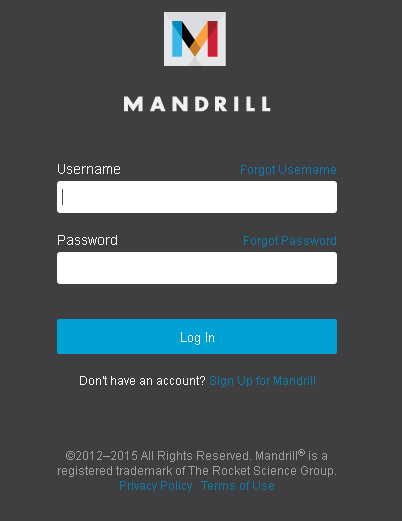 MANDRILL
Username Forgot Username
Password Forgot Password
Log In
Don't have an account? Sign Up for Mandrill
©2012–2015 All Rights Reserved. Mandrill® is a
registered trademark of The Rocket Science Group.
Privacy Policy Terms of Use